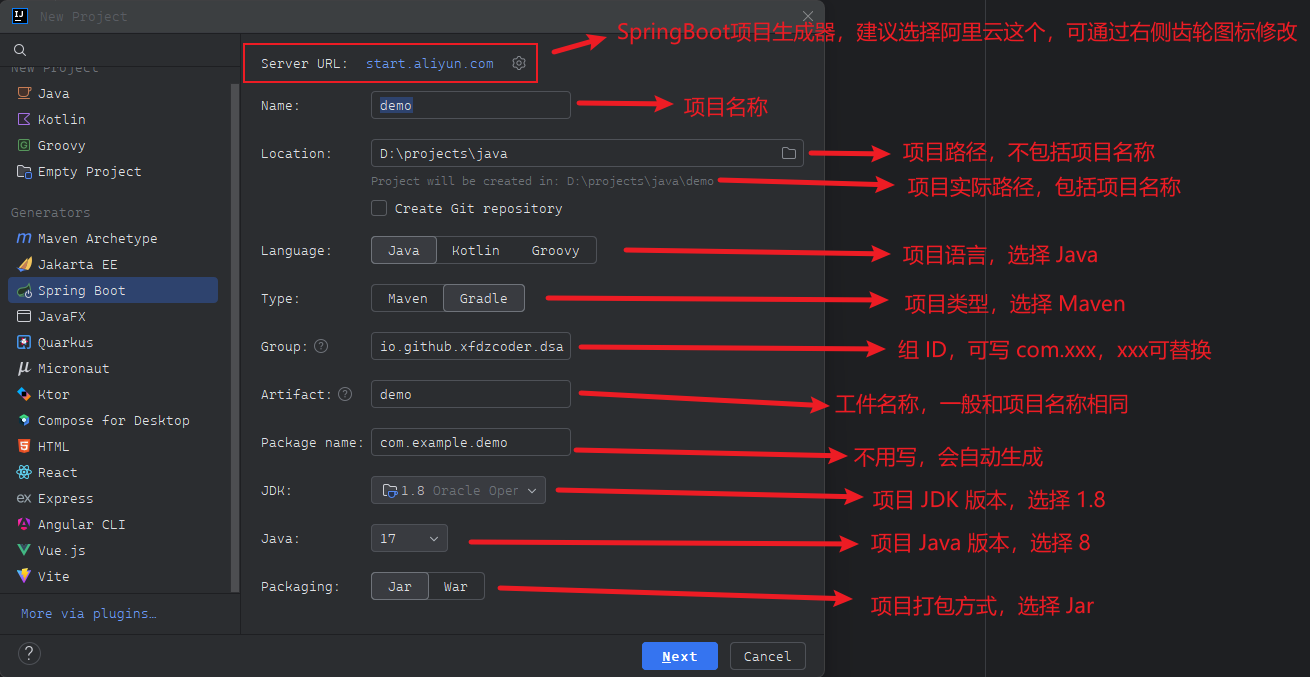 New Project
SpringBoot项目生成器，建议选择阿里云这个，可通过右侧齿轮图标修改
New Project
Java
Kotlin
Groovy
Empty Project
Generators
Maven Archetype
Jakarta EE
Spring Boot
JavaFX
Quarkus
Micronaut
Ktor
Compose for Desktop
HTML
React
Express
Angular CLI
Vue.js
Vite
More via plugins…
Server URL: start.aliyun.com
Name: demo
项目名称
Location: D:\projects\java
项目路径，不包括项目名称
Project will be created in: D:\projects\java\demo
项目实际路径，包括项目名称
Create Git repository
Language: Java Kotlin Groovy
项目语言，选择 Java
Type: Maven Gradle
项目类型，选择 Maven
Group: ? io.github.xfdzcoder.dsa
组 ID，可写 com.xxx，xxx可替换
Artifact: ? demo
工件名称，一般和项目名称相同
Package name: com.example.demo
不用写，会自动生成
JDK: 1.8 Oracle Oper
项目 JDK 版本，选择 1.8
Java: 17
项目 Java 版本，选择 8
Packaging: Jar War
项目打包方式，选择 Jar
?
Next Cancel